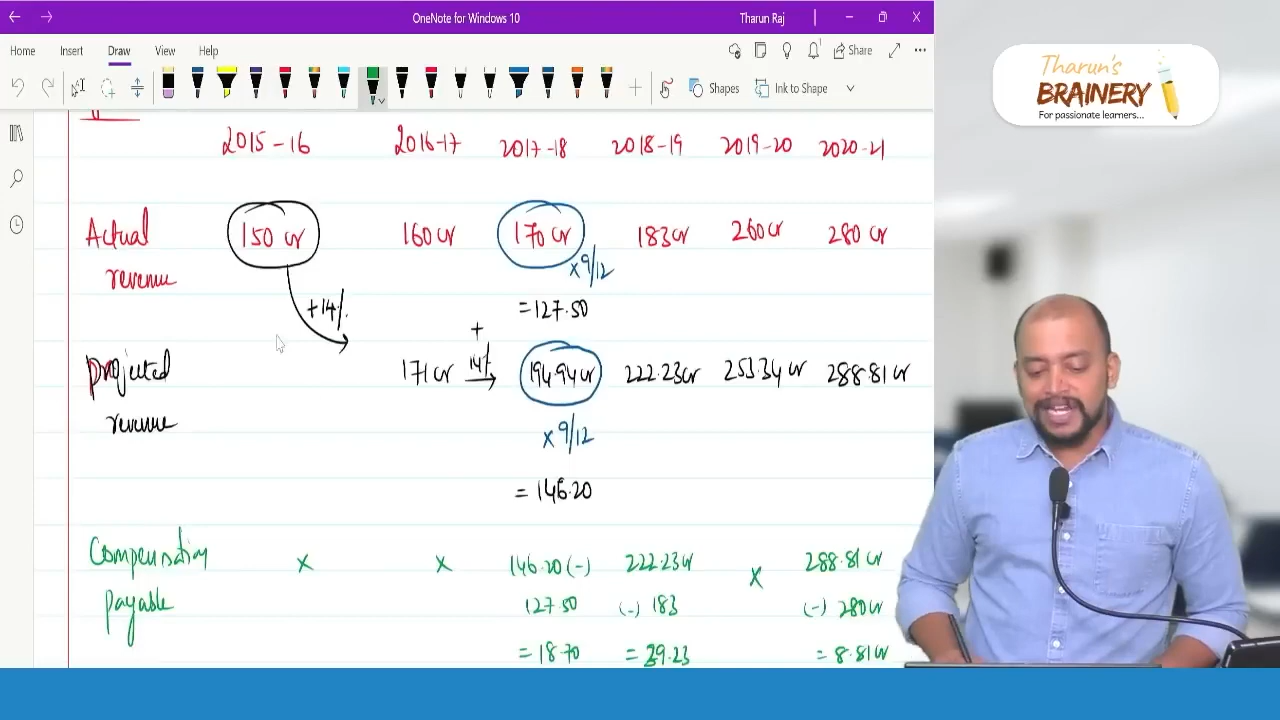 OneNote for Windows 10
Tharun Raj
Home Insert Draw View Help
Share
Shapes
Ink to Shape
Tharun's
BRAINERY
For passionate learners...
2015-16 2016-17 2017-18 2018-19 2019-20 2020-21
Actual 150 cr 160 cr 170 cr 183 cr 260 cr 280 cr
revenue
x 9/12
+14%
= 127.50
+
14%
Projected 171 cr 194.94 cr 222.23 cr 253.34 cr 288.81 cr
revenue
x 9/12
= 146.20
Compensation x x 146.20 (-) 222.23 cr x 288.81 cr
payable 127.50 (-) 183 (-) 280 cr
= 18.70 = 39.23 = 8.81 cr